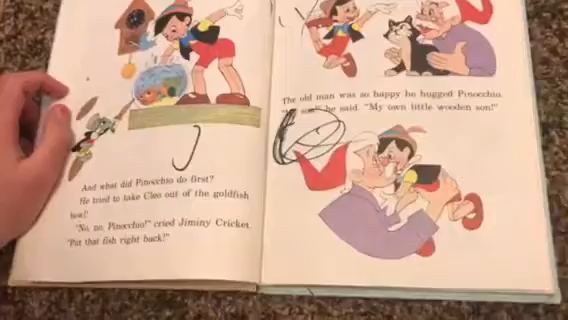 And what did Pinocchio do first?
He tried to take Cleo out of the goldfish
bowl!
"No, no, Pinocchio!" cried Jiminy Cricket.
"Put that fish right back!"
The old man was so happy he hugged Pinocchio.
son!" he said. "My own little wooden son!"